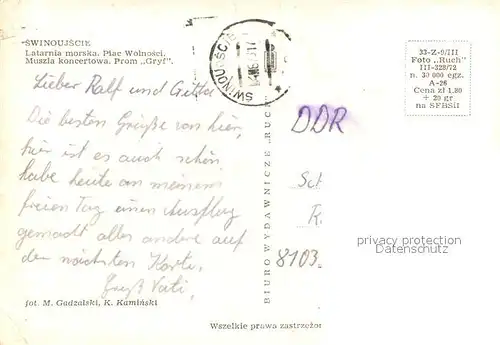 ŚWINOUJŚCIE
Latarnia morska. Plac Wolności.
Muszla koncertowa. Prom „Gryf".
ŚWINOUJŚCIE
33-Z-9/III
Foto „Ruch"
III-328/72
n. 30 000 egz.
A-26
Cena zł 1.80
+ 20 gr
na SFBSiI
Lieber Ralf und Gitta
Die besten Grüße von hier,
hier ist es auch schön
habe heute an meinem
freien Tag einen Ausflug
gemacht alles andere auf
der nächsten Karte.
Gruß Vati
BIURO WYDAWNICZE „RUCH
DDR
8103
privacy protection
Datenschutz
fot. M. Gadzalski, K. Kamiński
Wszelkie prawa zastrzeżon